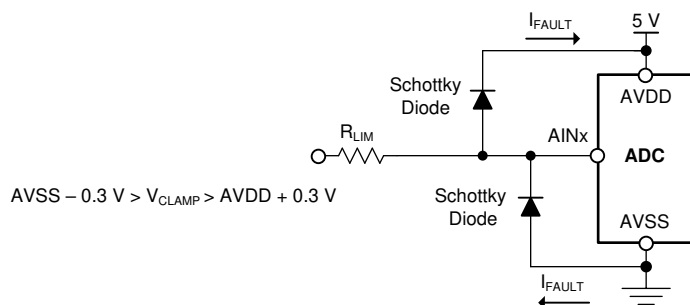 I_FAULT
5 V
Schottky
Diode
AVDD
R_LIM
AINx
ADC
AVSS – 0.3 V > V_CLAMP > AVDD + 0.3 V
Schottky
Diode
AVSS
I_FAULT